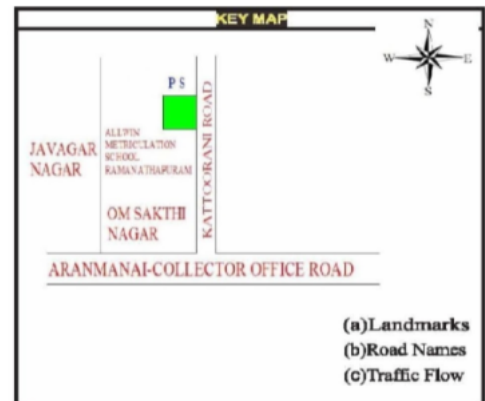 KEY MAP
N
W E
S
P S
ALLWIN
METRICULATION
SCHOOL
RAMANATHAPURAM
JAVAGAR
NAGAR
KATTOORANI ROAD
OM SAKTHI
NAGAR
ARANMANAI-COLLECTOR OFFICE ROAD
(a)Landmarks
(b)Road Names
(c)Traffic Flow